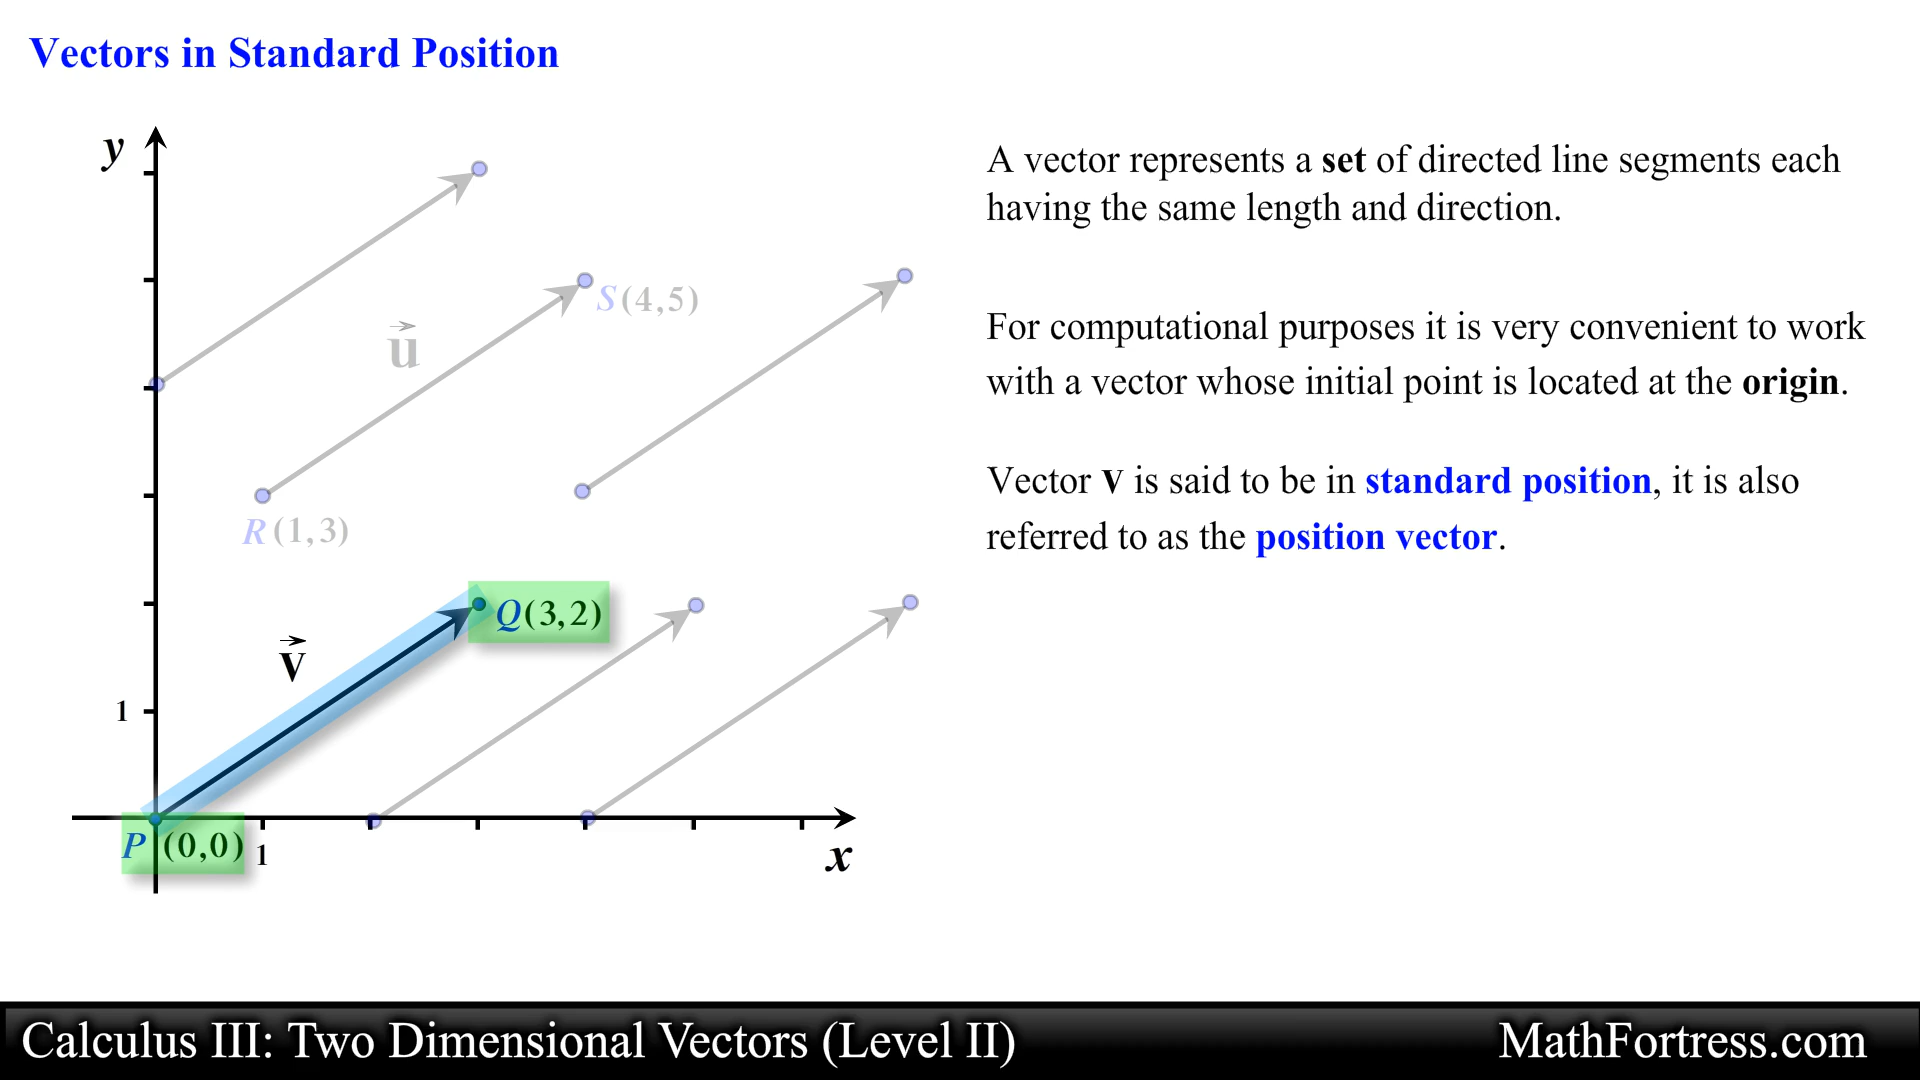 Vectors in Standard Position
y
S(4,5)
u
R(1,3)
Q(3,2)
v
1
P (0,0)
1
x
A vector represents a set of directed line segments each
having the same length and direction.
For computational purposes it is very convenient to work
with a vector whose initial point is located at the origin.
Vector v is said to be in standard position, it is also
referred to as the position vector.
Calculus III: Two Dimensional Vectors (Level II)
MathFortress.com